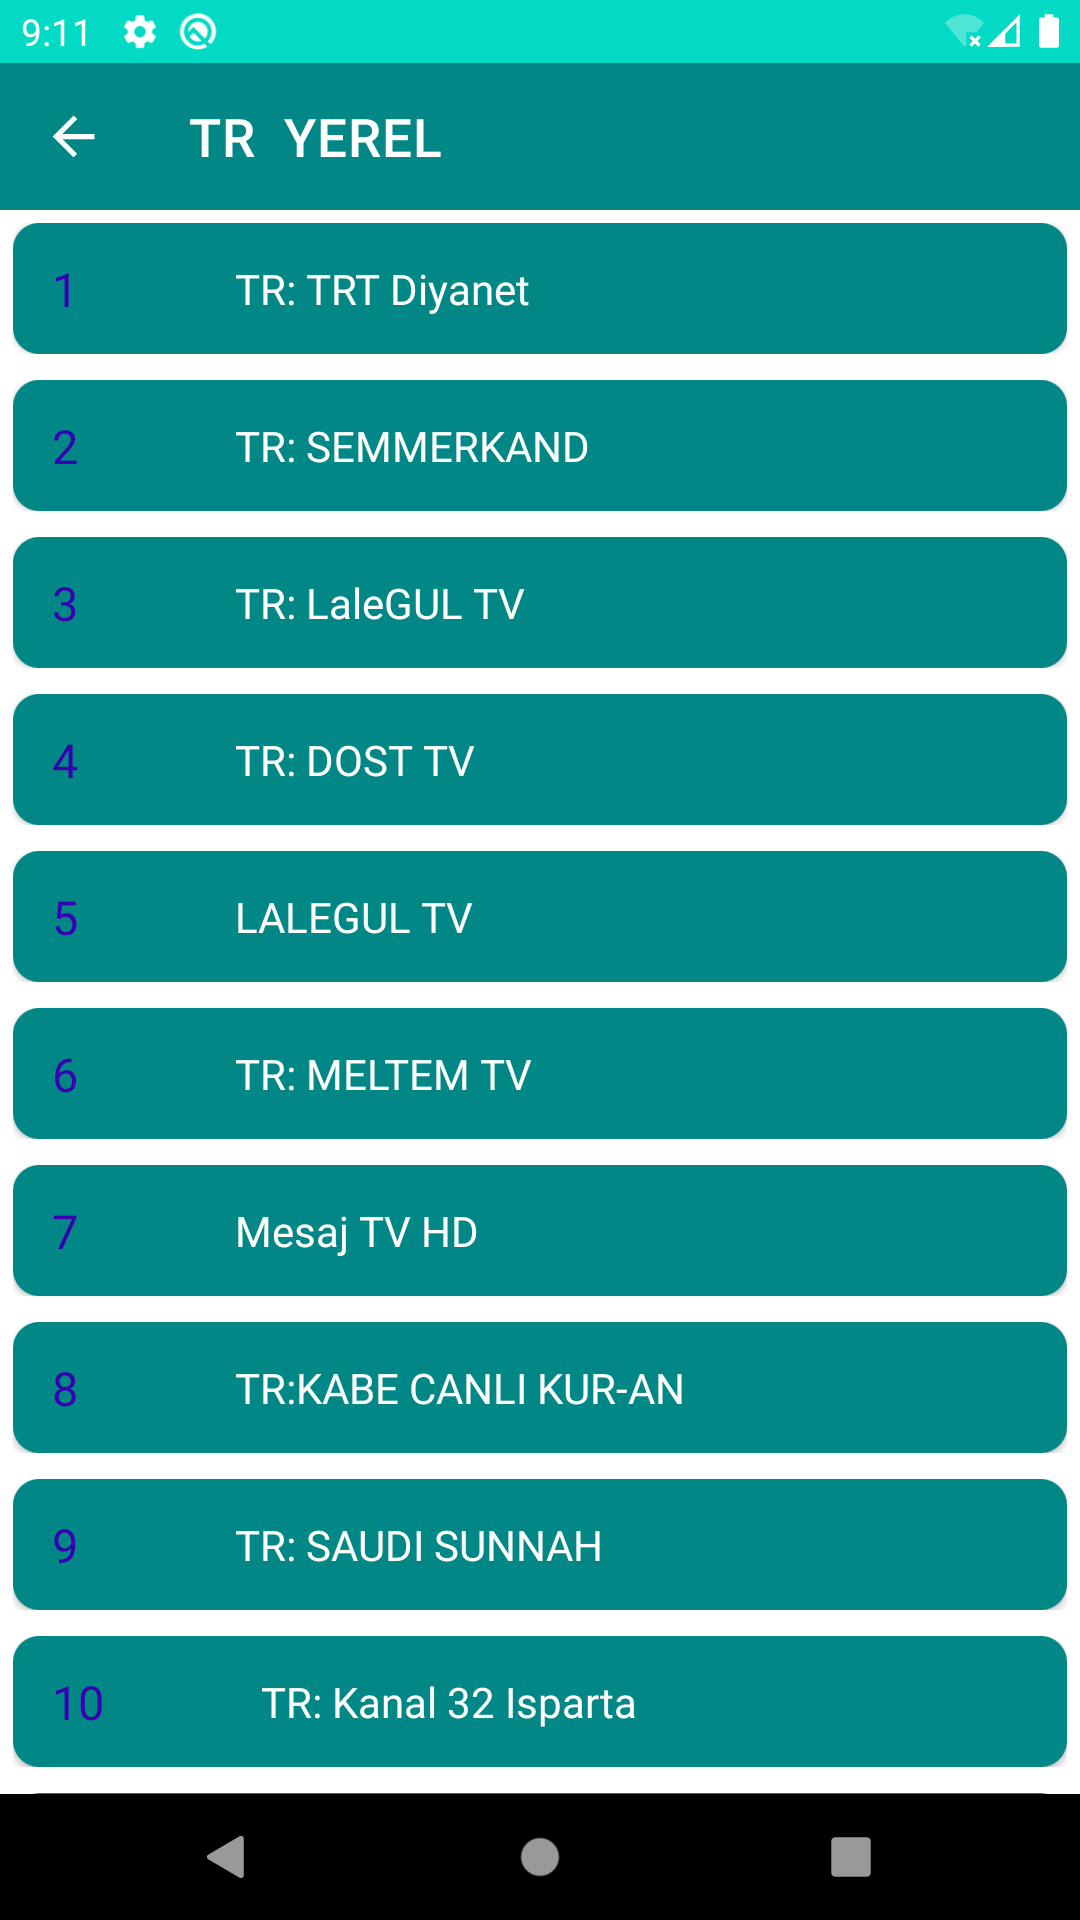 9:11
TR  YEREL
1 TR: TRT Diyanet
2 TR: SEMMERKAND
3 TR: LaleGUL TV
4 TR: DOST TV
5 LALEGUL TV
6 TR: MELTEM TV
7 Mesaj TV HD
8 TR:KABE CANLI KUR-AN
9 TR: SAUDI SUNNAH
10 TR: Kanal 32 Isparta